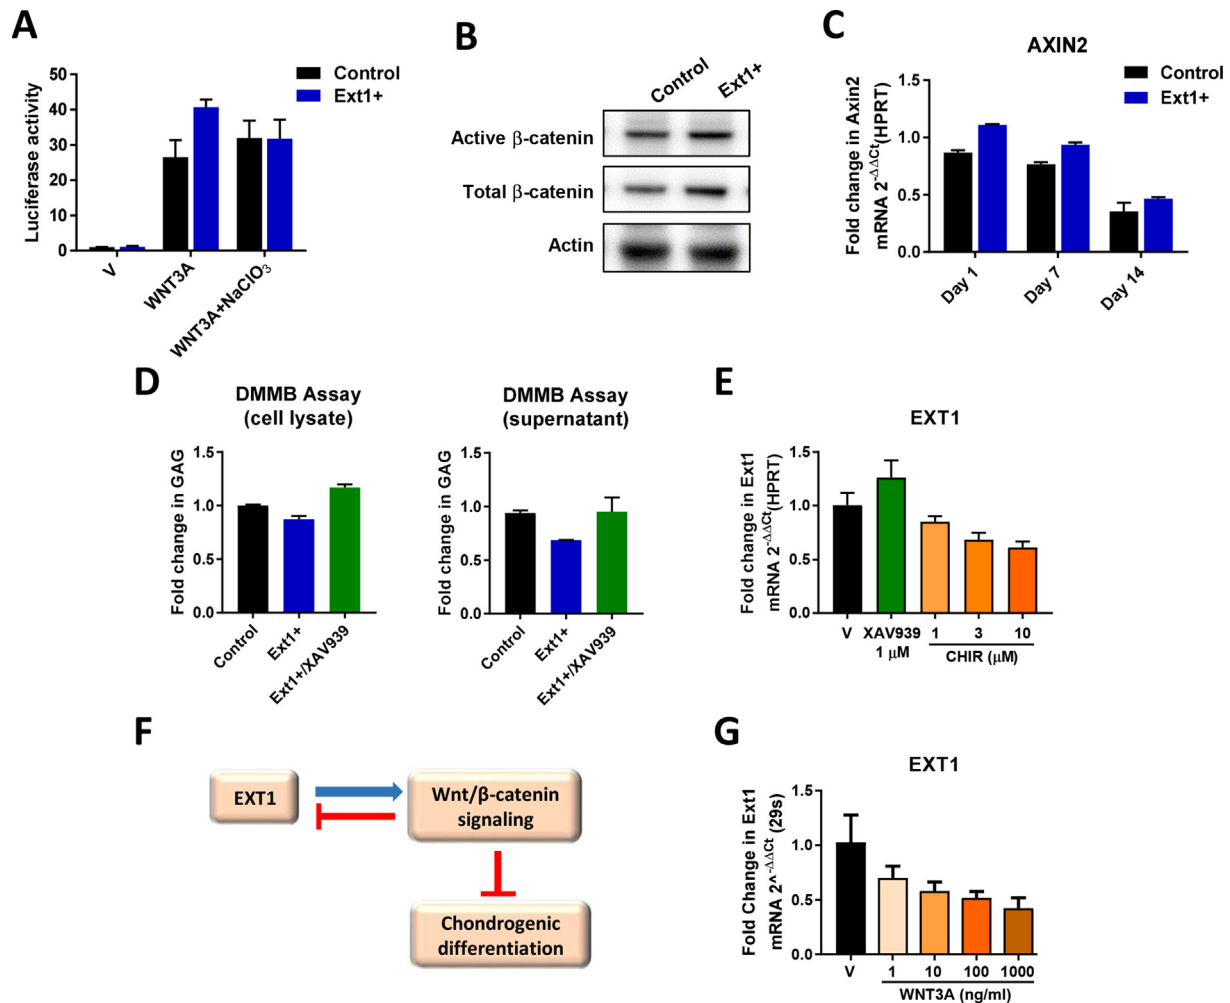 A
Luciferase activity
50
40
30
20
10
0
V
WNT3A
WNT3A+NaClO₃
Control
Ext1+
B
Control
Ext1+
Active β-catenin
Total β-catenin
Actin
C
AXIN2
Control
Ext1+
Fold change in Axin2
mRNA 2^-ΔΔCt(HPRT)
1.5
1.0
0.5
0.0
Day 1
Day 7
Day 14
D
DMMB Assay
(cell lysate)
Fold change in GAG
1.5
1.0
0.5
0.0
Control
Ext1+
Ext1+/XAV939
DMMB Assay
(supernatant)
Fold change in GAG
1.5
1.0
0.5
0.0
Control
Ext1+
Ext1+/XAV939
E
EXT1
Fold change in Ext1
mRNA 2^-ΔΔCt(HPRT)
1.5
1.0
0.5
0.0
V
XAV939
1 μM
1
3
10
CHIR (μM)
F
EXT1
Wnt/β-catenin
signaling
Chondrogenic
differentiation
G
EXT1
Fold Change in Ext1
mRNA 2^-ΔΔCt (29s)
1.5
1.0
0.5
0.0
V
1
10
100
1000
WNT3A (ng/ml)